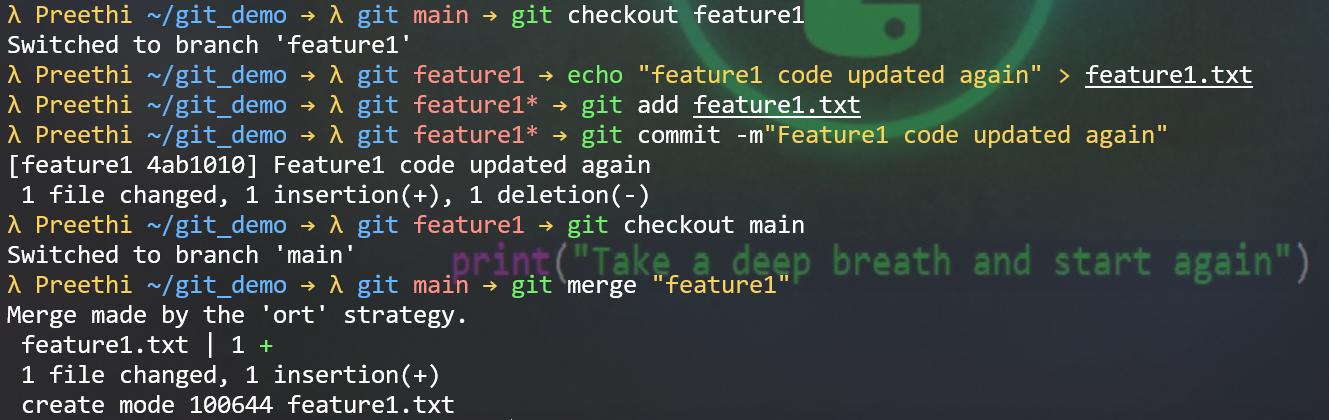 λ Preethi ~/git_demo → λ git main → git checkout feature1
Switched to branch 'feature1'
λ Preethi ~/git_demo → λ git feature1 → echo "feature1 code updated again" > feature1.txt
λ Preethi ~/git_demo → λ git feature1* → git add feature1.txt
λ Preethi ~/git_demo → λ git feature1* → git commit -m"Feature1 code updated again"
[feature1 4ab1010] Feature1 code updated again
 1 file changed, 1 insertion(+), 1 deletion(-)
λ Preethi ~/git_demo → λ git feature1 → git checkout main
Switched to branch 'main'
print("Take a deep breath and start again")
λ Preethi ~/git_demo → λ git main → git merge "feature1"
Merge made by the 'ort' strategy.
 feature1.txt | 1 +
 1 file changed, 1 insertion(+)
 create mode 100644 feature1.txt